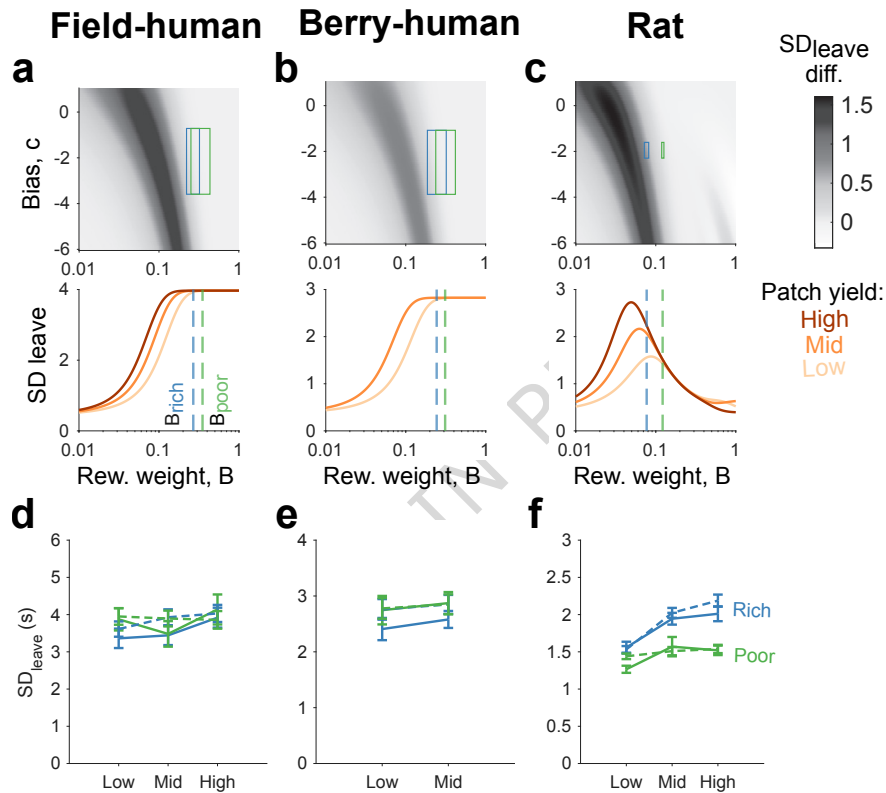 Field-human
Berry-human
Rat
a
b
c
SDleave
diff.
Bias, c
0
-2
-4
-6
0
-2
-4
-6
0
-2
-4
-6
1.5
1.0
0.5
0
0.01
0.1
1
0.01
0.1
1
0.01
0.1
1
SD leave
4
2
0
3
2
1
0
3
2
1
0
Brich
Bpoor
Patch yield:
High
Mid
Low
0.01
0.1
1
0.01
0.1
1
0.01
0.1
1
Rew. weight, B
Rew. weight, B
Rew. weight, B
d
e
f
SDleave (s)
6
5
4
3
2
1
0
4
3
2
1
0
3
2.5
2
1.5
1
0.5
0
Rich
Poor
Low
Mid
High
Low
Mid
Low
Mid
High